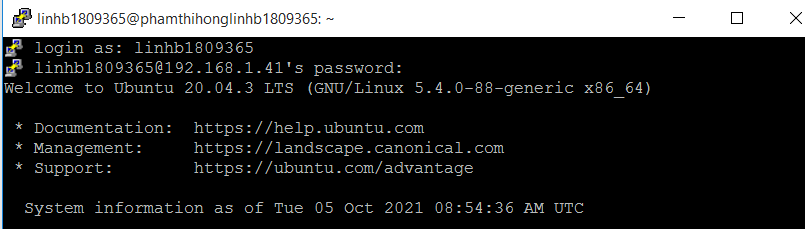 linhb1809365@phamthihonglinhb1809365: ~
login as: linhb1809365
linhb1809365@192.168.1.41's password:
Welcome to Ubuntu 20.04.3 LTS (GNU/Linux 5.4.0-88-generic x86_64)
* Documentation:  https://help.ubuntu.com
* Management:     https://landscape.canonical.com
* Support:        https://ubuntu.com/advantage
System information as of Tue 05 Oct 2021 08:54:36 AM UTC